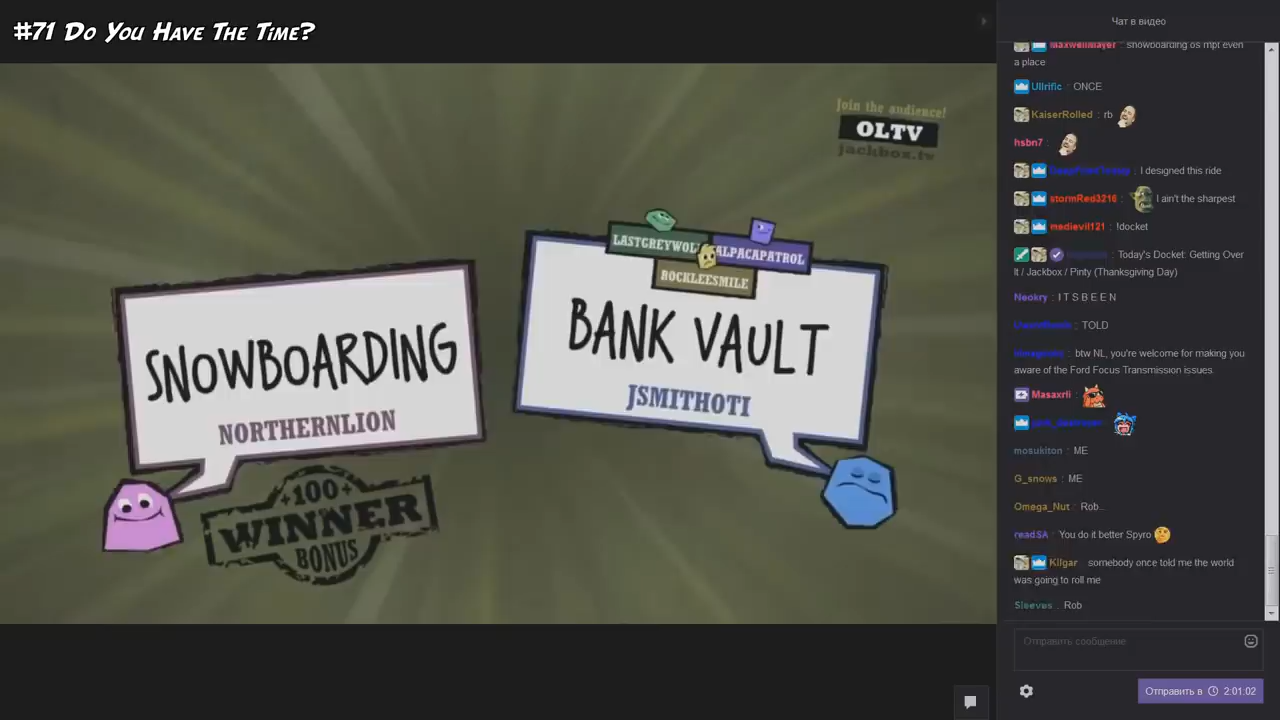 #71 Do You Have The Time?
Join the audience!
OLTV
jackbox.tv
LASTGREYWOL
ALPACAPATROL
ROCKLEESMILE
SNOWBOARDING
NORTHERNLION
BANK VAULT
JSMITHOTI
+100+
WINNER
BONUS
Чат в видео
MaxwellMayer : snowboarding os mpt even
a place
Ullrific : ONCE
KaiserRolled : rb
hsbn7 :
: I designed this ride
stormRed3216 : I ain't the sharpest
medievil121 : !docket
: Today's Docket: Getting Over
It / Jackbox / Pinty (Thanksgiving Day)
Neokry : I T S B E E N
: TOLD
: btw NL, you're welcome for making you
aware of the Ford Focus Transmission issues.
Masaxrli :
mosukiton : ME
G_snows : ME
Omega_Nut : Rob..
readSA : You do it better Spyro
Kilgar : somebody once told me the world
was going to roll me
Sleeves : Rob
Отправить сообщение
Отправить в 2:01:02